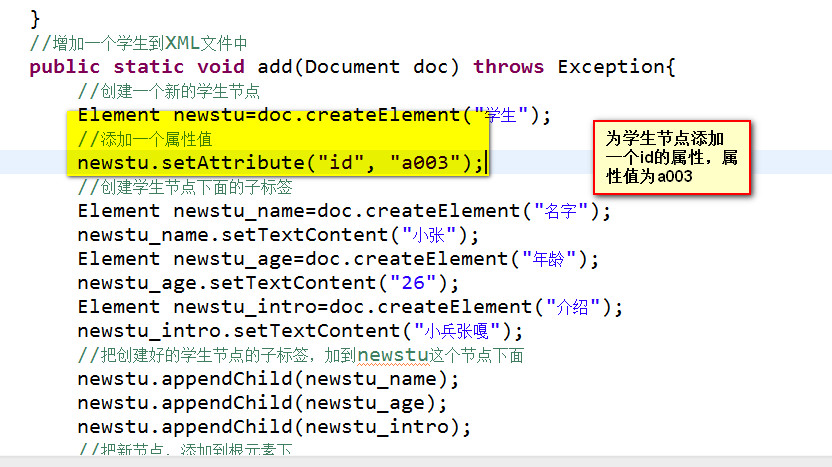 }
//增加一个学生到XML文件中
public static void add(Document doc) throws Exception{
//创建一个新的学生节点
Element newstu=doc.createElement("学生");
//添加一个属性值
newstu.setAttribute("id", "a003");
为学生节点添加
一个id的属性，属
性值为a003
//创建学生节点下面的子标签
Element newstu_name=doc.createElement("名字");
newstu_name.setTextContent("小张");
Element newstu_age=doc.createElement("年龄");
newstu_age.setTextContent("26");
Element newstu_intro=doc.createElement("介绍");
newstu_intro.setTextContent("小兵张嘎");
//把创建好的学生节点的子标签，加到newstu这个节点下面
newstu.appendChild(newstu_name);
newstu.appendChild(newstu_age);
newstu.appendChild(newstu_intro);
//把新节点，添加到根元素下